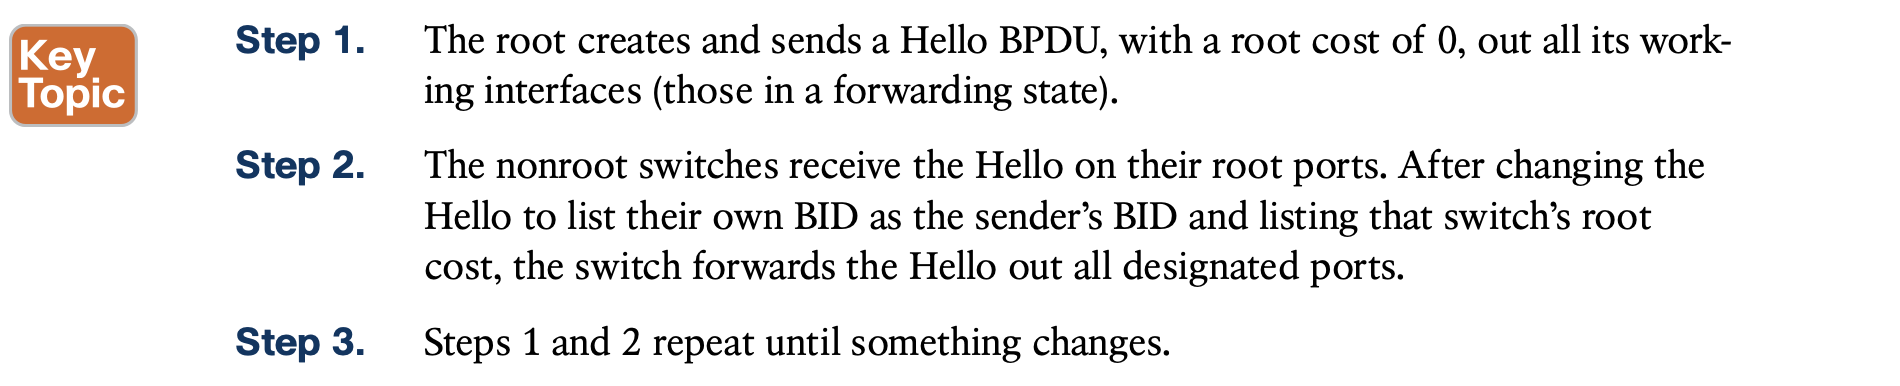 Key
Topic
Step 1. The root creates and sends a Hello BPDU, with a root cost of 0, out all its work-
ing interfaces (those in a forwarding state).
Step 2. The nonroot switches receive the Hello on their root ports. After changing the
Hello to list their own BID as the sender’s BID and listing that switch’s root
cost, the switch forwards the Hello out all designated ports.
Step 3. Steps 1 and 2 repeat until something changes.